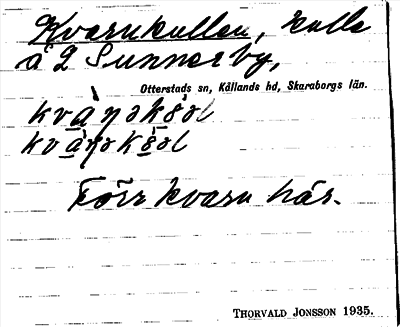 Kvarnkullen, kulle
å 2 Sunnerby,
Otterstads sn, Kållands hd, Skaraborgs län.
Förr kvarn här.
THORVALD JONSSON 1935.